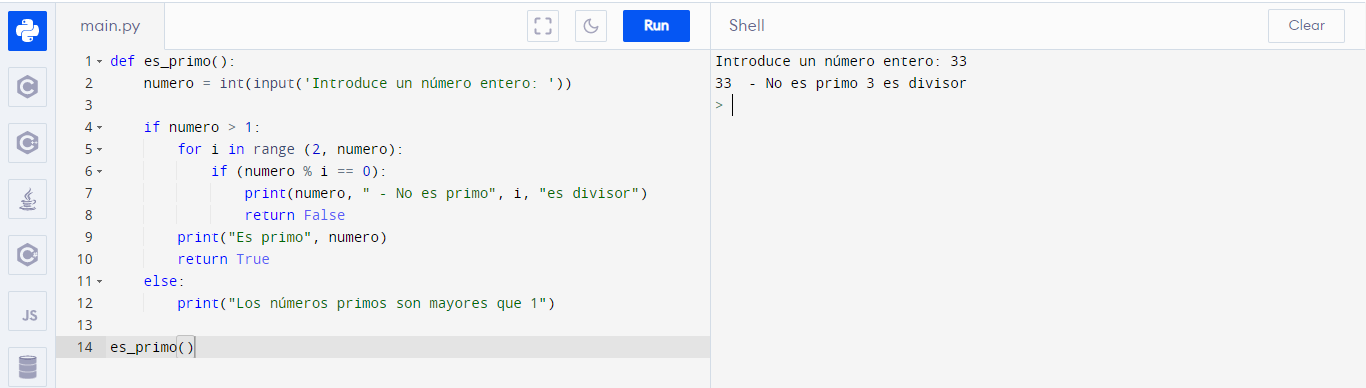 main.py
Run
Shell
Clear
1 def es_primo():
2     numero = int(input('Introduce un número entero: '))
3
4     if numero > 1:
5         for i in range (2, numero):
6             if (numero % i == 0):
7                 print(numero, " - No es primo", i, "es divisor")
8                 return False
9         print("Es primo", numero)
10         return True
11     else:
12         print("Los números primos son mayores que 1")
13
14 es_primo()
Introduce un número entero: 33
33  - No es primo 3 es divisor
>
C
C++
C#
JS